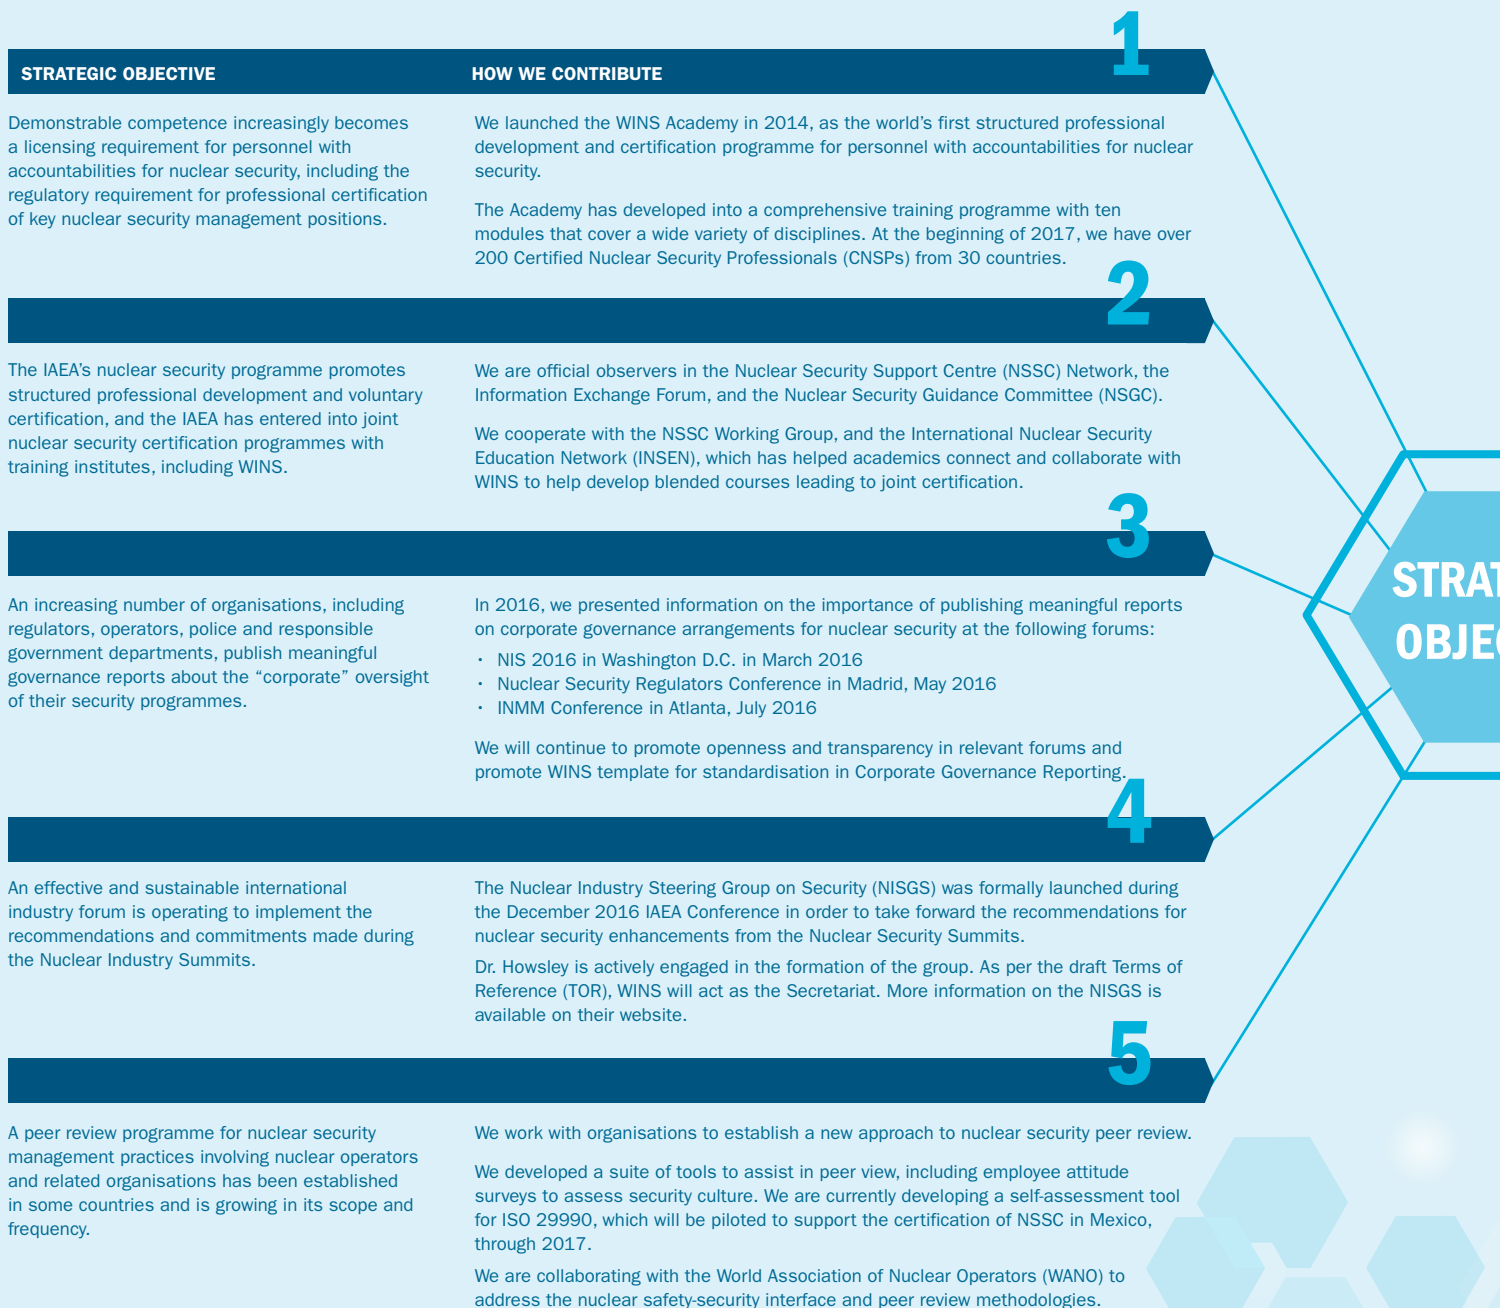 1
STRATEGIC OBJECTIVE
HOW WE CONTRIBUTE
Demonstrable competence increasingly becomes
a licensing requirement for personnel with
accountabilities for nuclear security, including the
regulatory requirement for professional certification
of key nuclear security management positions.
We launched the WINS Academy in 2014, as the world's first structured professional
development and certification programme for personnel with accountabilities for nuclear
security.
The Academy has developed into a comprehensive training programme with ten
modules that cover a wide variety of disciplines. At the beginning of 2017, we have over
200 Certified Nuclear Security Professionals (CNSPs) from 30 countries.
2
The IAEA's nuclear security programme promotes
structured professional development and voluntary
certification, and the IAEA has entered into joint
nuclear security certification programmes with
training institutes, including WINS.
We are official observers in the Nuclear Security Support Centre (NSSC) Network, the
Information Exchange Forum, and the Nuclear Security Guidance Committee (NSGC).
We cooperate with the NSSC Working Group, and the International Nuclear Security
Education Network (INSEN), which has helped academics connect and collaborate with
WINS to help develop blended courses leading to joint certification.
3
An increasing number of organisations, including
regulators, operators, police and responsible
government departments, publish meaningful
governance reports about the “corporate” oversight
of their security programmes.
In 2016, we presented information on the importance of publishing meaningful reports
on corporate governance arrangements for nuclear security at the following forums:
· NIS 2016 in Washington D.C. in March 2016
· Nuclear Security Regulators Conference in Madrid, May 2016
· INMM Conference in Atlanta, July 2016
We will continue to promote openness and transparency in relevant forums and
promote WINS template for standardisation in Corporate Governance Reporting.
4
An effective and sustainable international
industry forum is operating to implement the
recommendations and commitments made during
the Nuclear Industry Summits.
The Nuclear Industry Steering Group on Security (NISGS) was formally launched during
the December 2016 IAEA Conference in order to take forward the recommendations for
nuclear security enhancements from the Nuclear Security Summits.
Dr. Howsley is actively engaged in the formation of the group. As per the draft Terms of
Reference (TOR), WINS will act as the Secretariat. More information on the NISGS is
available on their website.
5
A peer review programme for nuclear security
management practices involving nuclear operators
and related organisations has been established
in some countries and is growing in its scope and
frequency.
We work with organisations to establish a new approach to nuclear security peer review.
We developed a suite of tools to assist in peer view, including employee attitude
surveys to assess security culture. We are currently developing a self-assessment tool
for ISO 29990, which will be piloted to support the certification of NSSC in Mexico,
through 2017.
We are collaborating with the World Association of Nuclear Operators (WANO) to
address the nuclear safety-security interface and peer review methodologies.